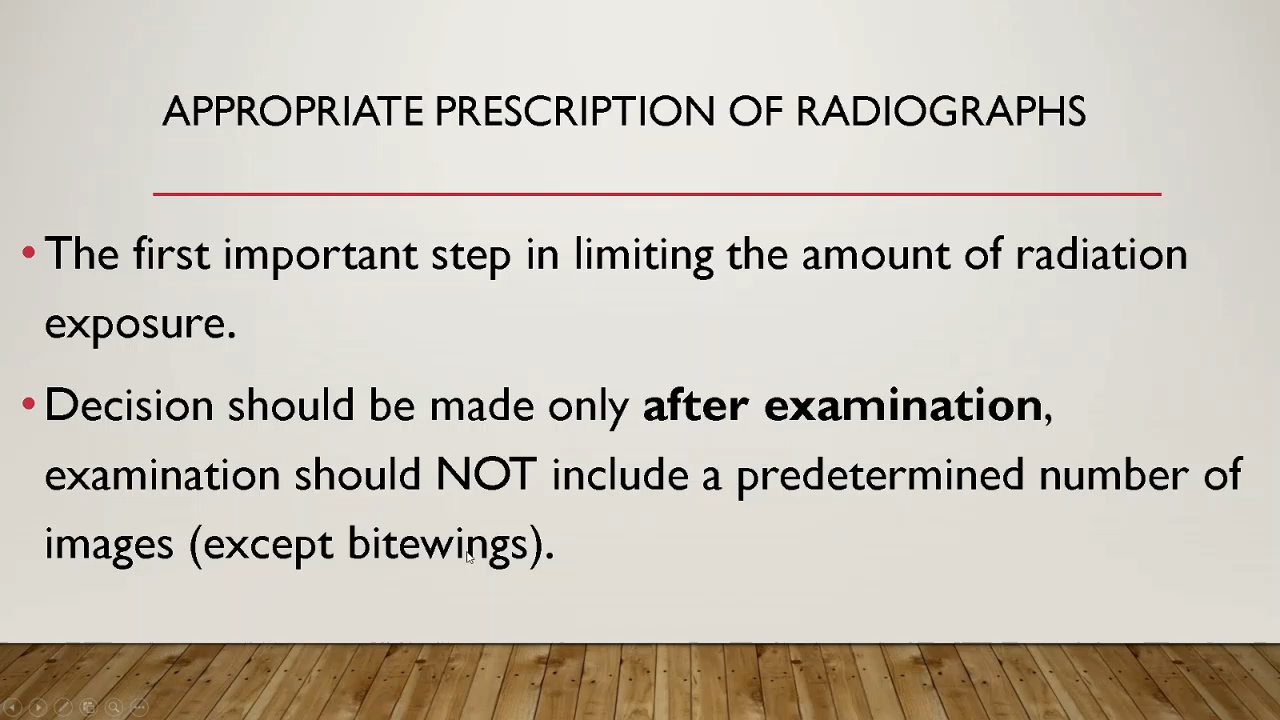 APPROPRIATE PRESCRIPTION OF RADIOGRAPHS
• The first important step in limiting the amount of radiation
exposure.
• Decision should be made only after examination,
examination should NOT include a predetermined number of
images (except bitewings).